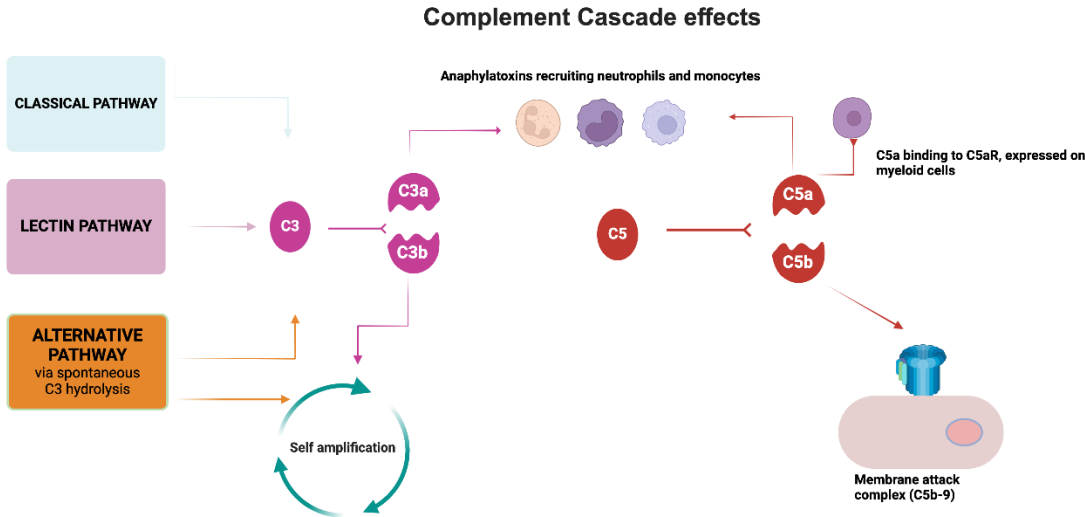 Complement Cascade effects
CLASSICAL PATHWAY
LECTIN PATHWAY
ALTERNATIVE
PATHWAY
via spontaneous
C3 hydrolysis
C3
C3a
C3b
Self amplification
Anaphylatoxins recruiting neutrophils and monocytes
C5
C5a
C5b
C5a binding to C5aR, expressed on
myeloid cells
Membrane attack
complex (C5b-9)